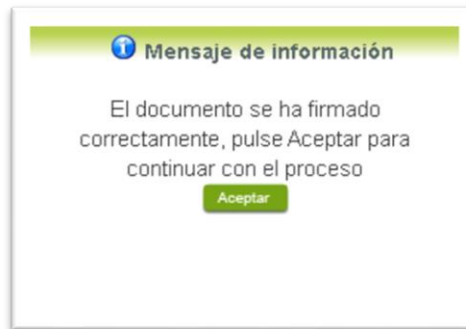 Mensaje de información
El documento se ha firmado
correctamente, pulse Aceptar para
continuar con el proceso
Aceptar